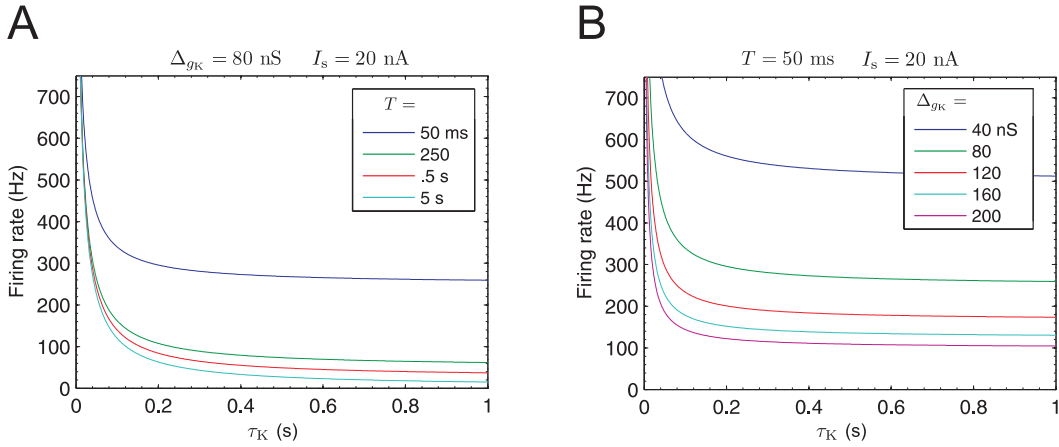 A
Δ_{g_K} = 80 nS I_s = 20 nA
Firing rate (Hz)
700
600
500
400
300
200
100
0
T =
50 ms
250
.5 s
5 s
0 0.2 0.4 0.6 0.8 1
τ_K (s)
B
T = 50 ms I_s = 20 nA
Firing rate (Hz)
700
600
500
400
300
200
100
0
Δ_{g_K} =
40 nS
80
120
160
200
0 0.2 0.4 0.6 0.8 1
τ_K (s)